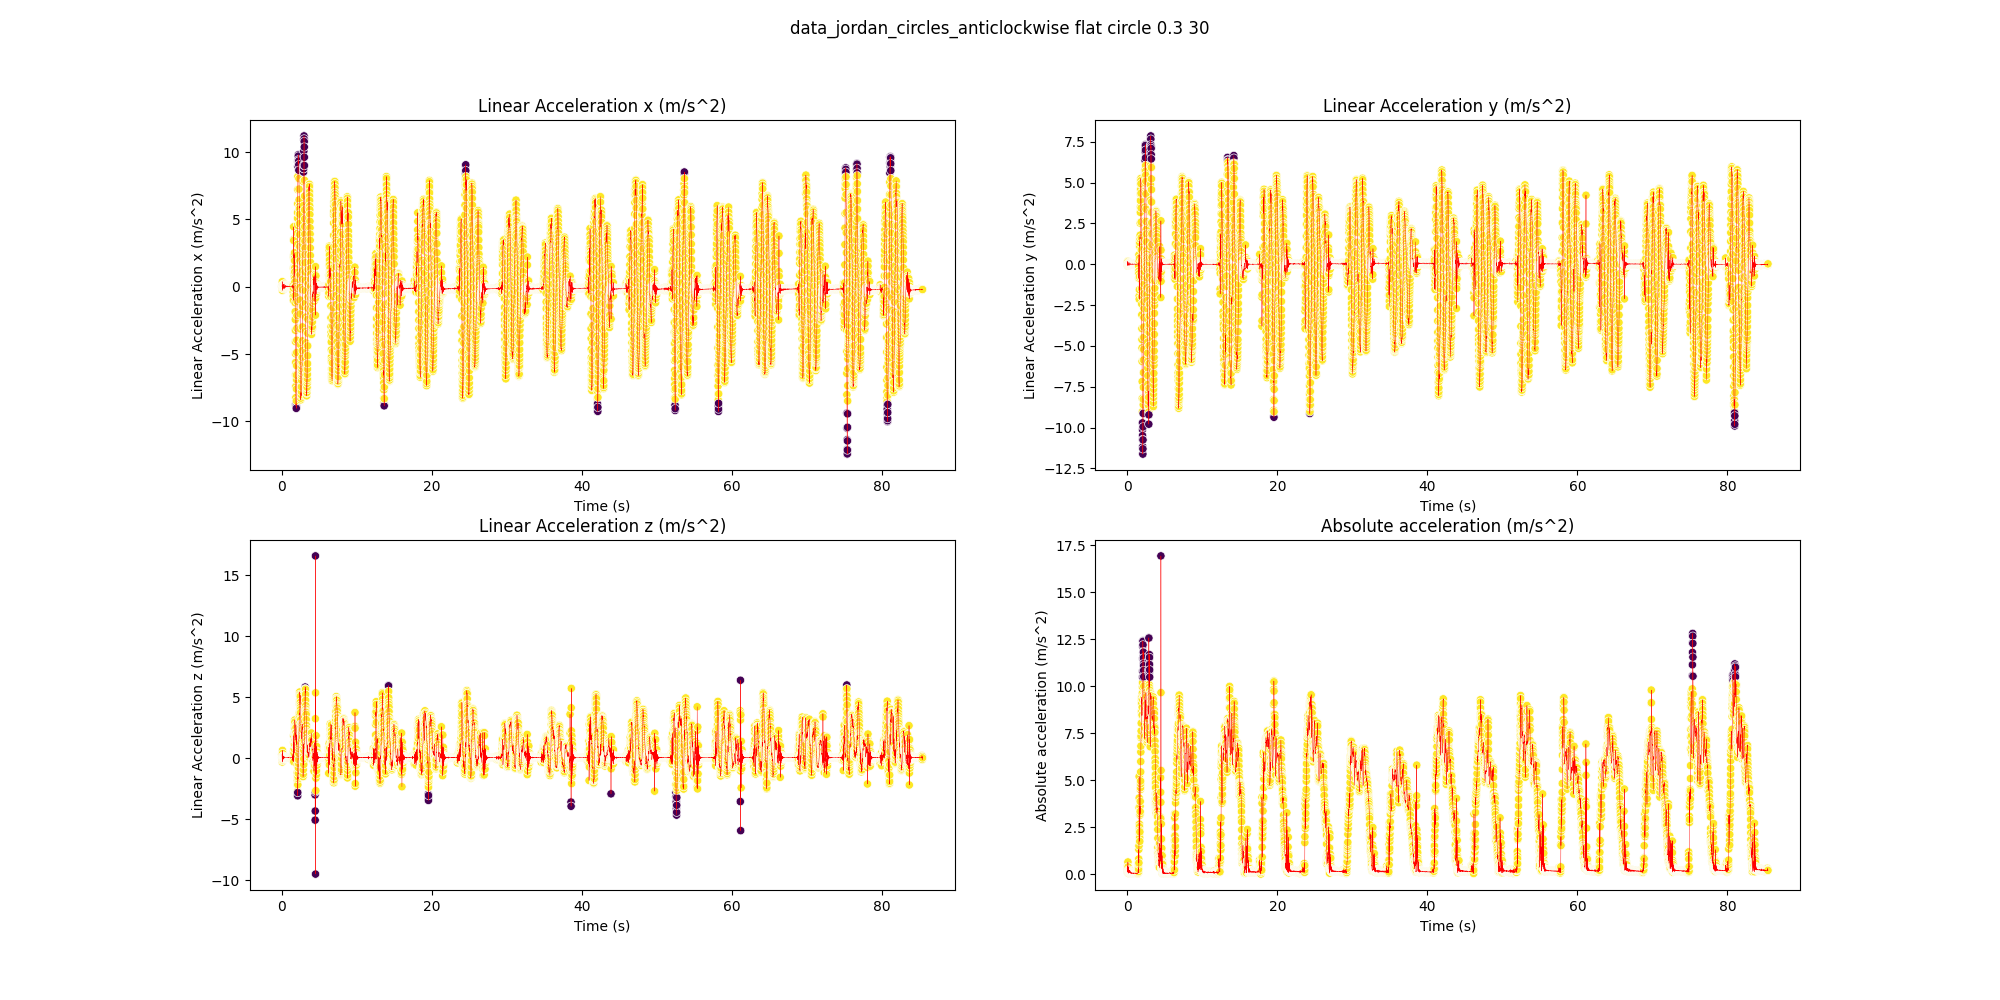 data_jordan_circles_anticlockwise flat circle 0.3 30
Linear Acceleration x (m/s^2)
Linear Acceleration x (m/s^2)
10
5
0
−5
−10
0 20 40 60 80
Time (s)
Linear Acceleration y (m/s^2)
Linear Acceleration y (m/s^2)
7.5
5.0
2.5
0.0
−2.5
−5.0
−7.5
−10.0
−12.5
0 20 40 60 80
Time (s)
Linear Acceleration z (m/s^2)
Linear Acceleration z (m/s^2)
15
10
5
0
−5
−10
0 20 40 60 80
Time (s)
Absolute acceleration (m/s^2)
Absolute acceleration (m/s^2)
17.5
15.0
12.5
10.0
7.5
5.0
2.5
0.0
0 20 40 60 80
Time (s)